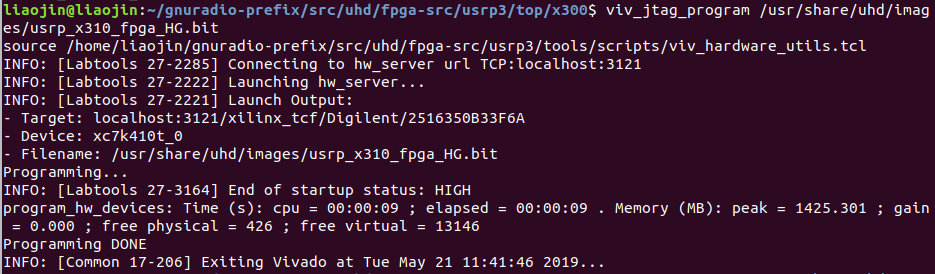 liaojin@liaojin:~/gnuradio-prefix/src/uhd/fpga-src/usrp3/top/x300$ viv_jtag_program /usr/share/uhd/imag
es/usrp_x310_fpga_HG.bit
source /home/liaojin/gnuradio-prefix/src/uhd/fpga-src/usrp3/tools/scripts/viv_hardware_utils.tcl
INFO: [Labtools 27-2285] Connecting to hw_server url TCP:localhost:3121
INFO: [Labtools 27-2222] Launching hw_server...
INFO: [Labtools 27-2221] Launch Output:
- Target: localhost:3121/xilinx_tcf/Digilent/2516350B33F6A
- Device: xc7k410t_0
- Filename: /usr/share/uhd/images/usrp_x310_fpga_HG.bit
Programming...
INFO: [Labtools 27-3164] End of startup status: HIGH
program_hw_devices: Time (s): cpu = 00:00:09 ; elapsed = 00:00:09 . Memory (MB): peak = 1425.301 ; gain
= 0.000 ; free physical = 426 ; free virtual = 13146
Programming DONE
INFO: [Common 17-206] Exiting Vivado at Tue May 21 11:41:46 2019...